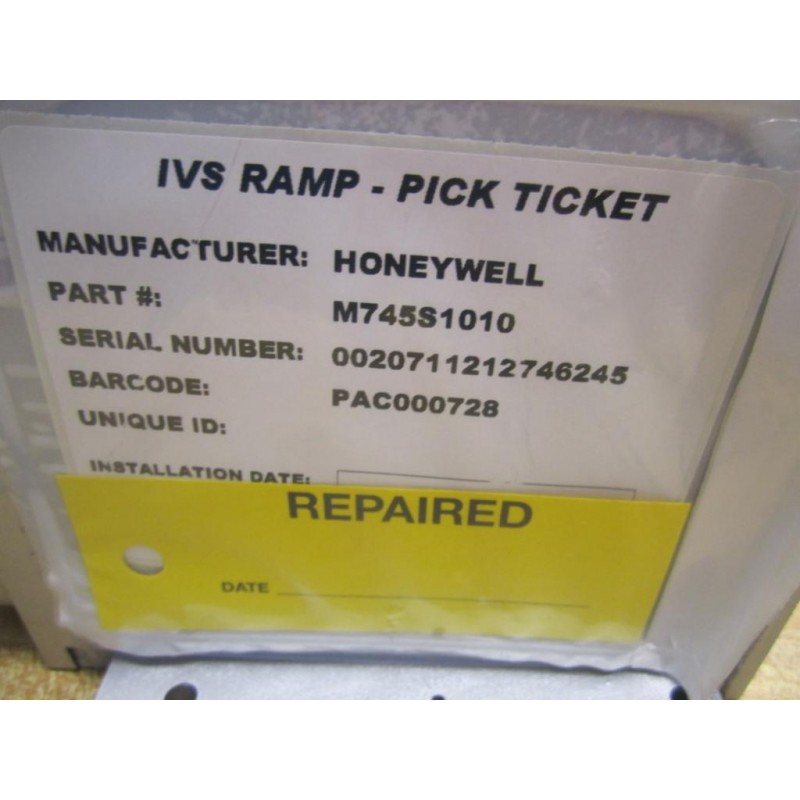 IVS RAMP - PICK TICKET
MANUFACTURER: HONEYWELL
PART #: M745S1010
SERIAL NUMBER: 0020711212746245
BARCODE: PAC000728
UNIQUE ID:
INSTALLATION DATE:
REPAIRED
DATE